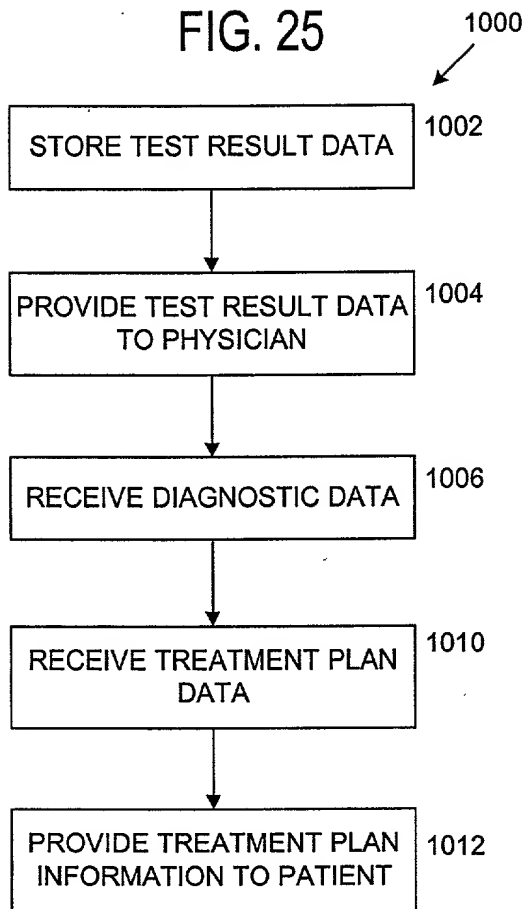 FIG. 25
1000
STORE TEST RESULT DATA
1002
PROVIDE TEST RESULT DATA
TO PHYSICIAN
1004
RECEIVE DIAGNOSTIC DATA
1006
RECEIVE TREATMENT PLAN
DATA
1010
PROVIDE TREATMENT PLAN
INFORMATION TO PATIENT
1012